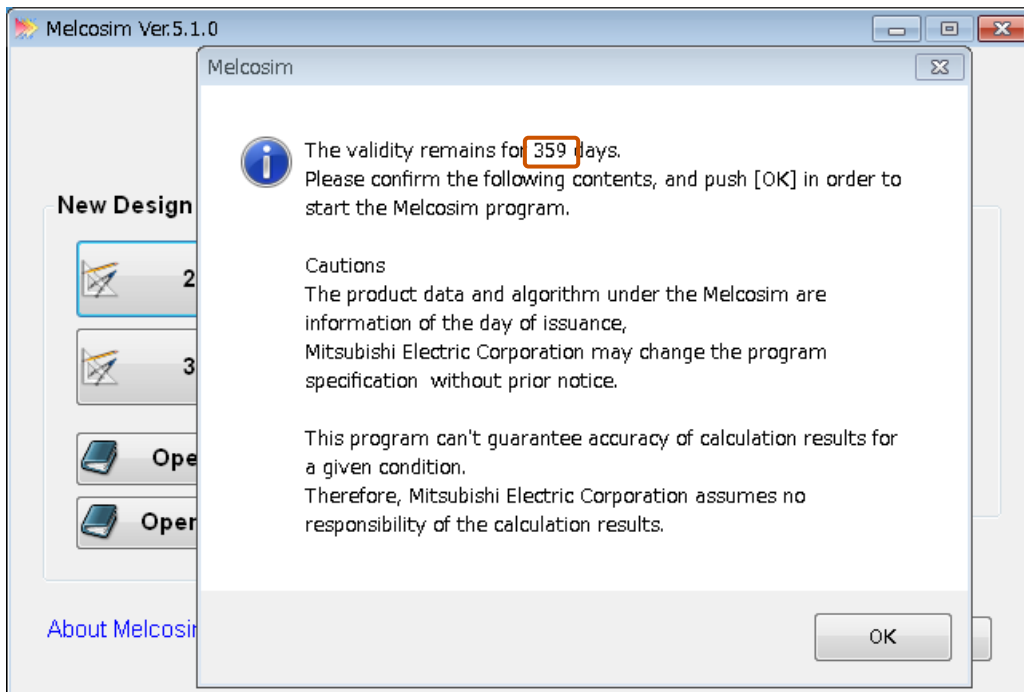 Melcosim Ver.5.1.0
Melcosim
The validity remains for 359 days.
Please confirm the following contents, and push [OK] in order to
start the Melcosim program.
Cautions
The product data and algorithm under the Melcosim are
information of the day of issuance,
Mitsubishi Electric Corporation may change the program
specification  without prior notice.
This program can't guarantee accuracy of calculation results for
a given condition.
Therefore, Mitsubishi Electric Corporation assumes no
responsibility of the calculation results.
OK
New Design
2
3
Ope
Oper
About Melcosi